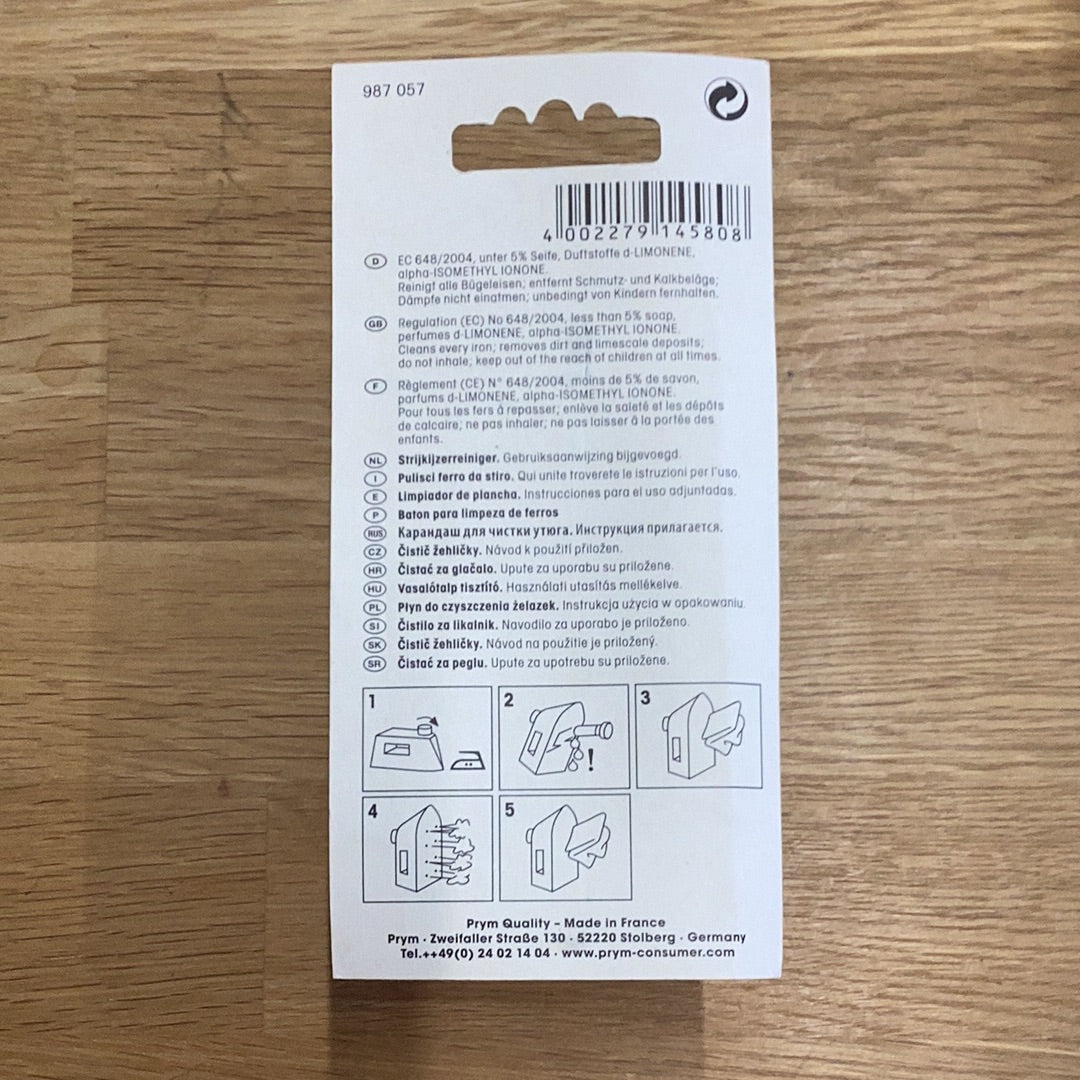 987 057
4 002279 145808
D EC 648/2004, unter 5% Seife, Duftstoffe d-LIMONENE,
alpha-ISOMETHYL IONONE.
Reinigt alle Bügeleisen; entfernt Schmutz- und Kalkbeläge;
Dämpfe nicht einatmen; unbedingt von Kindern fernhalten.
GB Regulation (EC) No 648/2004, less than 5% soap,
perfumes d-LIMONENE, alpha-ISOMETHYL IONONE.
Cleans every iron; removes dirt and limescale deposits;
do not inhale; keep out of the reach of children at all times.
F Règlement (CE) N° 648/2004, moins de 5% de savon,
parfums d-LIMONENE, alpha-ISOMETHYL IONONE.
Pour tous les fers à repasser; enlève la saleté et les dépôts
de calcaire; ne pas inhaler; ne pas laisser à la portée des
enfants.
NL Strijkijzerreiniger. Gebruiksaanwijzing bijgevoegd.
I Pulisci ferro da stiro. Qui unite troverete le istruzioni per l'uso.
E Limpiador de plancha. Instrucciones para el uso adjuntadas.
P Baton para limpeza de ferros
RUS Карандаш для чистки утюга. Инструкция прилагается.
CZ Čistič žehličky. Návod k použití přiložen.
HR Čistač za glačalo. Upute za uporabu su priložene.
HU Vasalótalp tisztító. Használati utasítás mellékelve.
PL Płyn do czyszczenia żelazek. Instrukcja użycia w opakowaniu.
SI Čistilo za likalnik. Navodilo za uporabo je priloženo.
SK Čistič žehličky. Návod na použitie je priložený.
SR Čistać za peglu. Upute za upotrebu su priložene.
1 2 3
!
4 5
Prym Quality – Made in France
Prym · Zweifaller Straße 130 · 52220 Stolberg · Germany
Tel.++49(0) 24 02 14 04 · www.prym-consumer.com